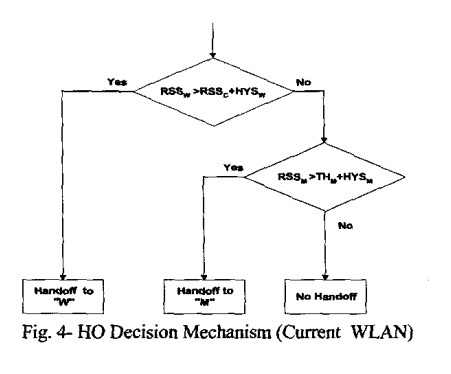 Yes
RSS_W >RSS_C+HYS_W
No
Yes
RSS_M>TH_M+HYS_M
No
Handoff to
"W"
Handoff to
"M"
No Handoff
Fig. 4- HO Decision Mechanism (Current WLAN)